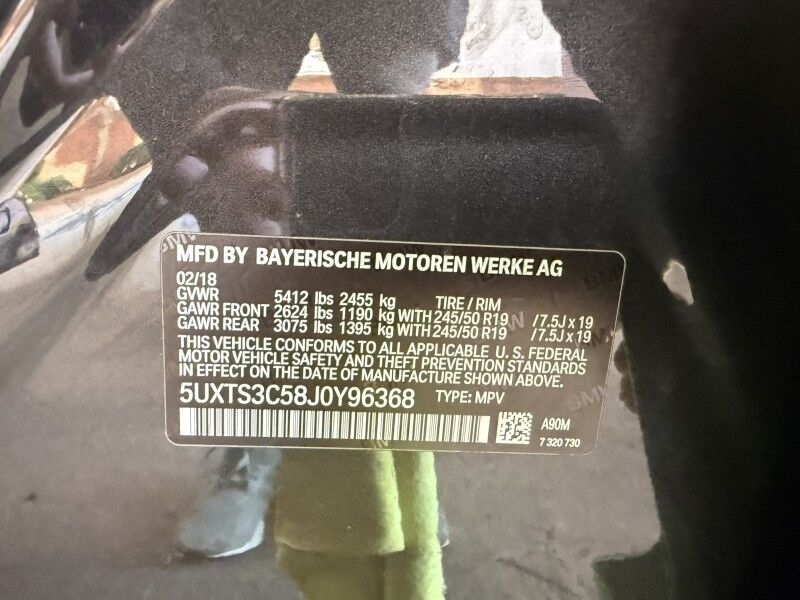 MFD BY BAYERISCHE MOTOREN WERKE AG
02/18
GVWR 5412 lbs 2455 kg TIRE / RIM
GAWR FRONT 2624 lbs 1190 kg WITH 245/50 R19 /7.5J x 19
GAWR REAR 3075 lbs 1395 kg WITH 245/50 R19 /7.5J x 19
THIS VEHICLE CONFORMS TO ALL APPLICABLE U.S. FEDERAL
MOTOR VEHICLE SAFETY AND THEFT PREVENTION STANDARDS
IN EFFECT ON THE DATE OF MANUFACTURE SHOWN ABOVE.
5UXTS3C58J0Y96368 TYPE: MPV
A90M
7 320 730